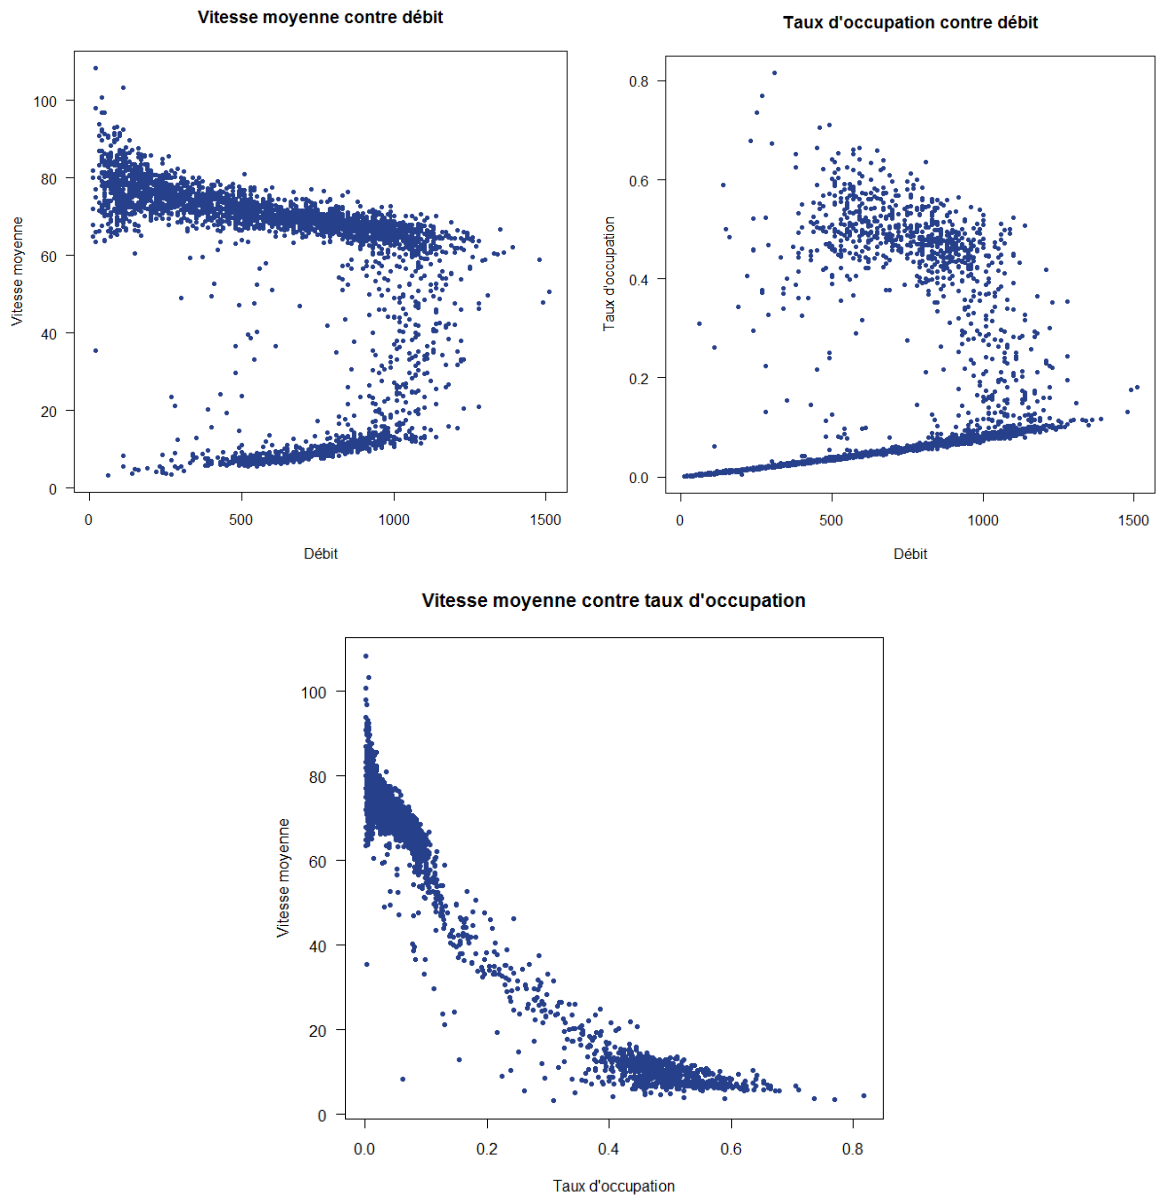 Vitesse moyenne contre débit
Vitesse moyenne
100
80
60
40
20
0
0 500 1000 1500
Débit
Taux d'occupation contre débit
Taux d'occupation
0.8
0.6
0.4
0.2
0.0
0 500 1000 1500
Débit
Vitesse moyenne contre taux d'occupation
Vitesse moyenne
100
80
60
40
20
0
0.0 0.2 0.4 0.6 0.8
Taux d'occupation